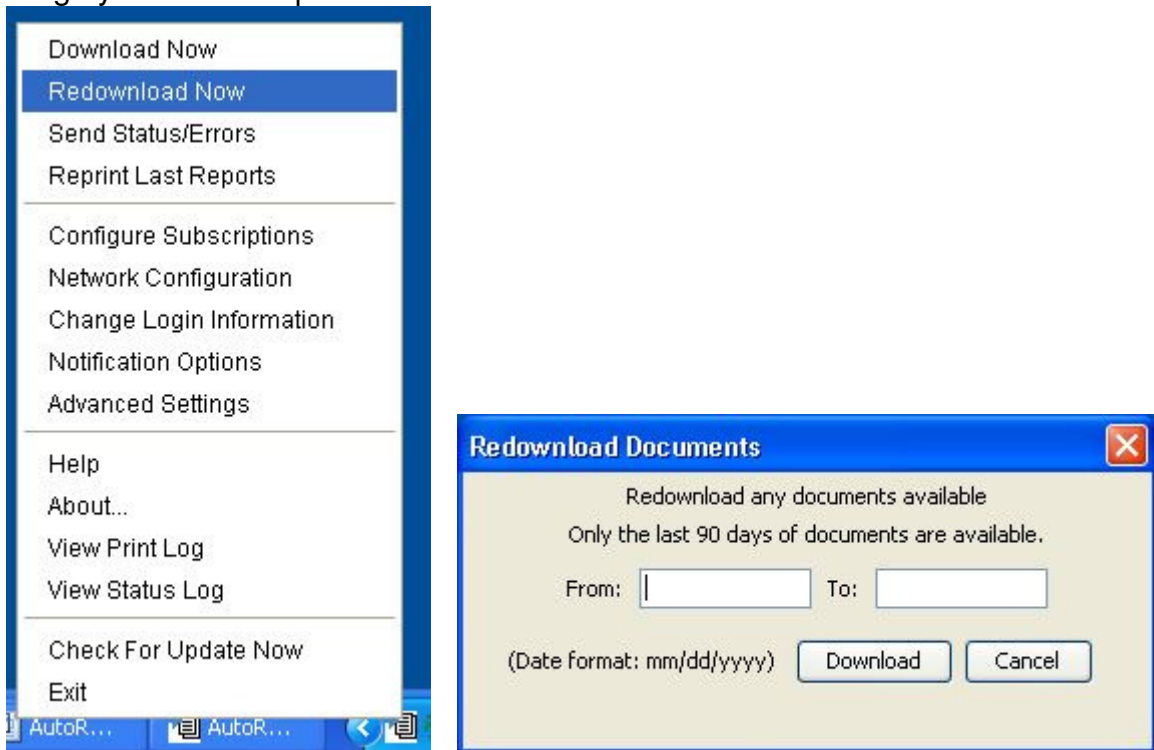 Download Now
Redownload Now
Send Status/Errors
Reprint Last Reports
Configure Subscriptions
Network Configuration
Change Login Information
Notification Options
Advanced Settings
Help
About...
View Print Log
View Status Log
Check For Update Now
Exit
AutoR... AutoR...
Redownload Documents
Redownload any documents available
Only the last 90 days of documents are available.
From: To:
(Date format: mm/dd/yyyy) Download Cancel